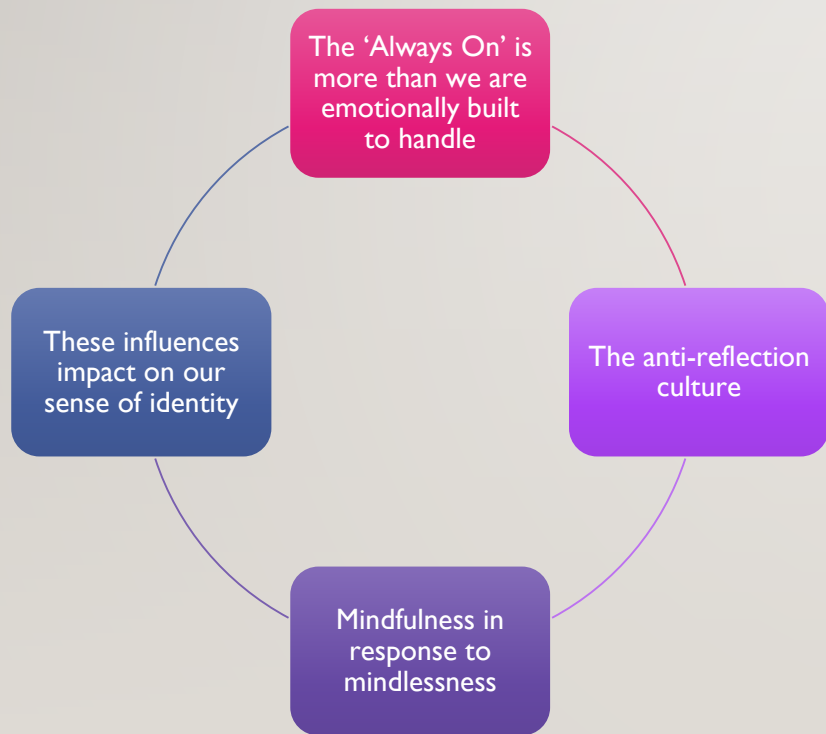 The ‘Always On’ is
more than we are
emotionally built
to handle
The anti-reflection
culture
Mindfulness in
response to
mindlessness
These influences
impact on our
sense of identity